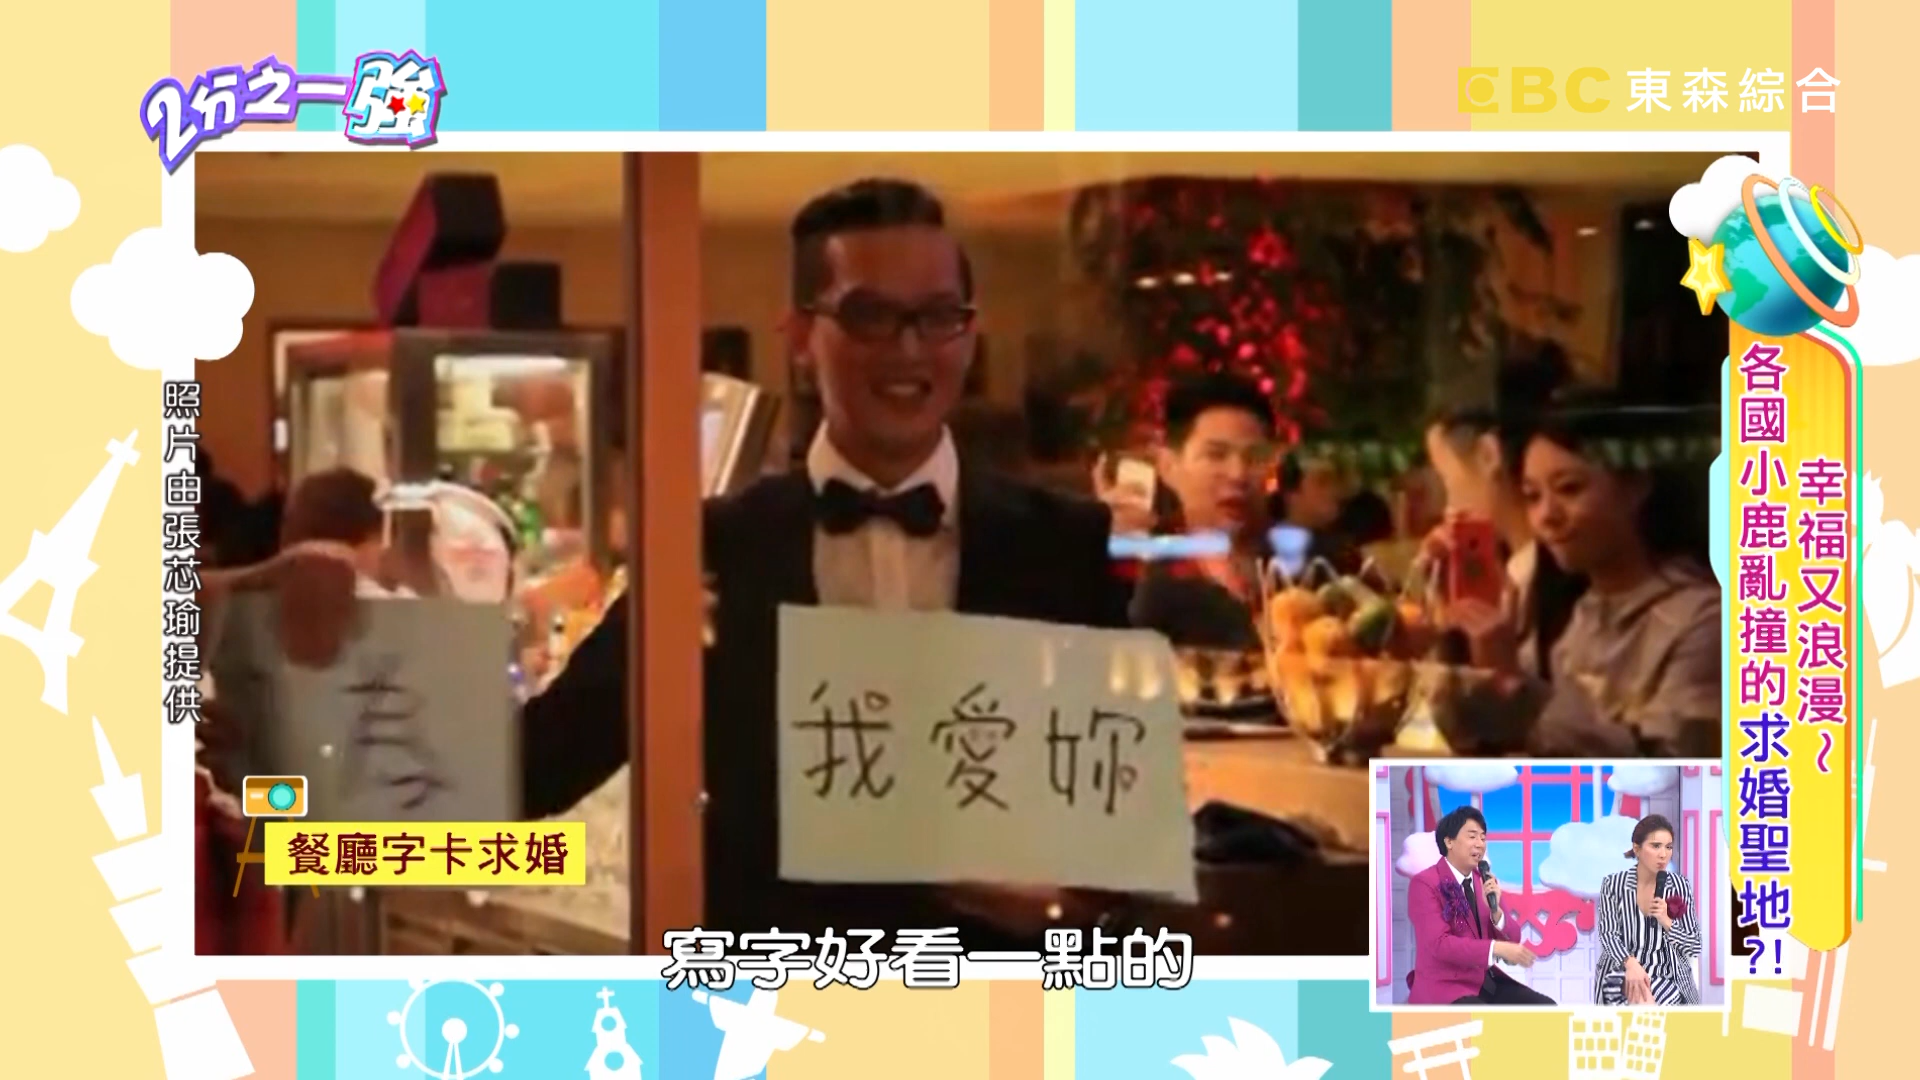 2分之一強
EBC 東森綜合
幸福又浪漫～
各國小鹿亂撞的求婚聖地?!
照片由張芯瑜提供
我愛妳
餐廳字卡求婚
寫字好看一點的